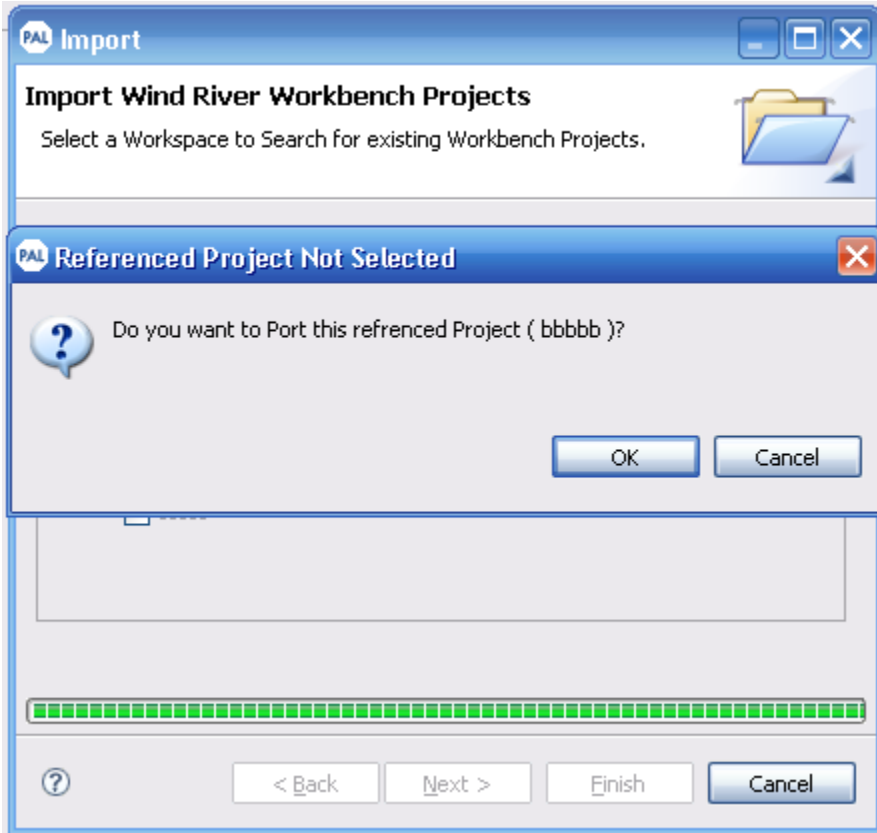 PAL Import
Import Wind River Workbench Projects
Select a Workspace to Search for existing Workbench Projects.
PAL Referenced Project Not Selected
?
Do you want to Port this refrenced Project ( bbbbb )?
OK Cancel
? < Back Next > Finish Cancel